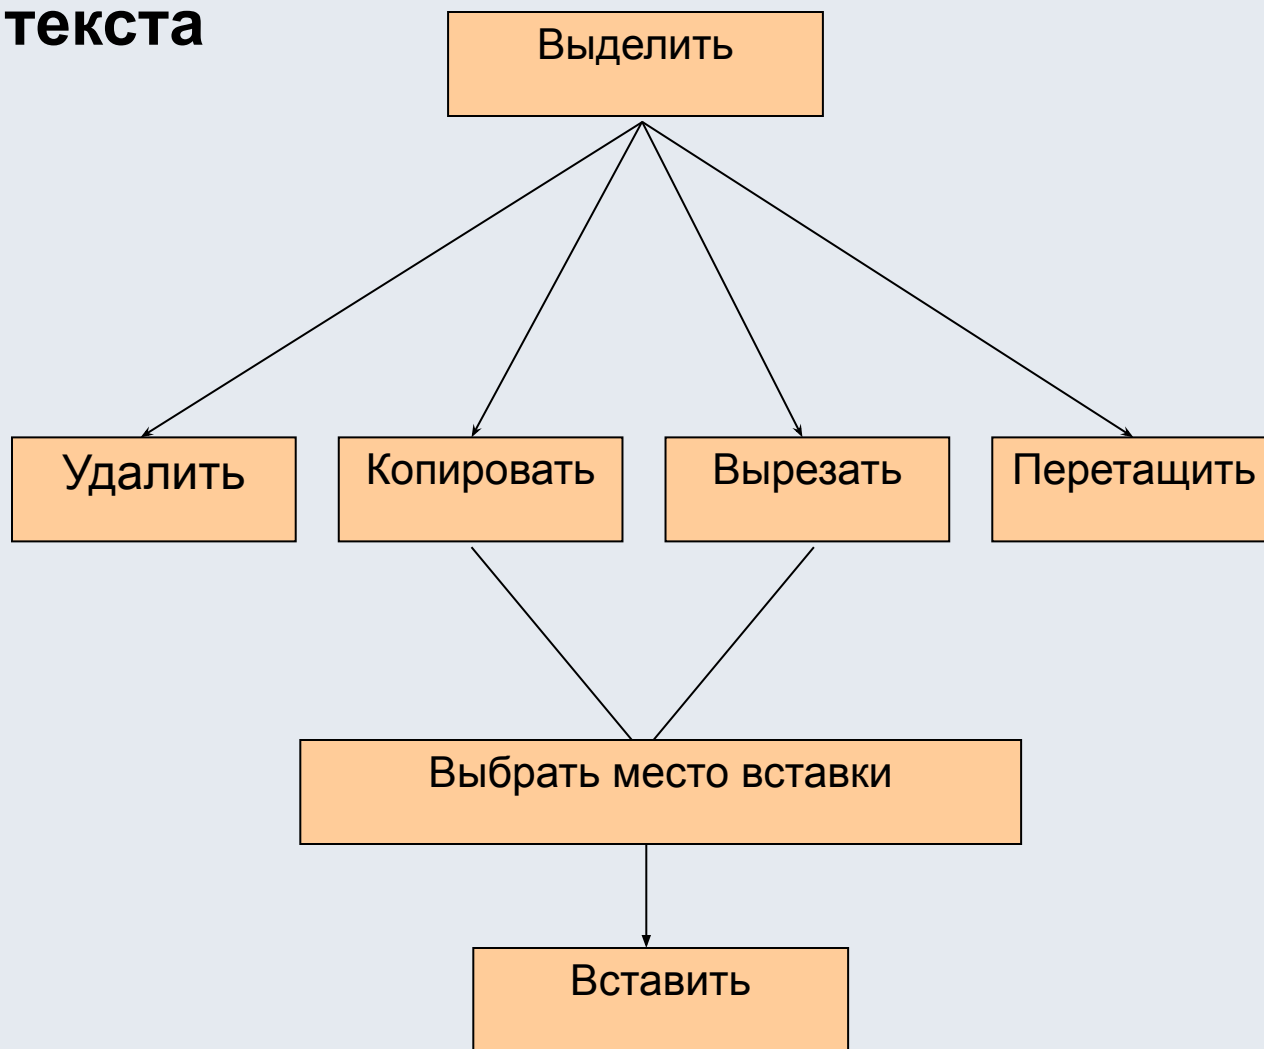 текста
Выделить
Удалить
Копировать
Вырезать
Перетащить
Выбрать место вставки
Вставить